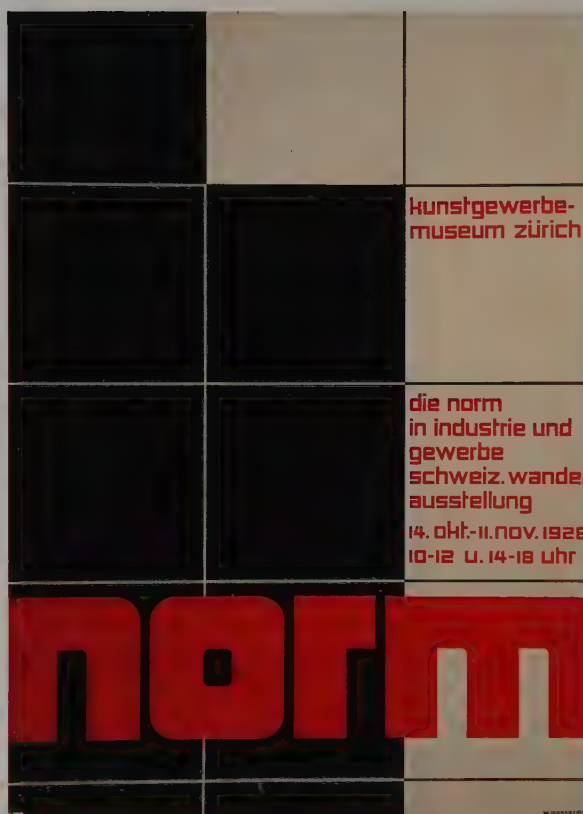 kunstgewerbe-
museum zürich
die norm
in industrie und
gewerbe
schweiz. wande
ausstellung
14. okt.-11. nov. 1928
10-12 u. 14-18 uhr
norm